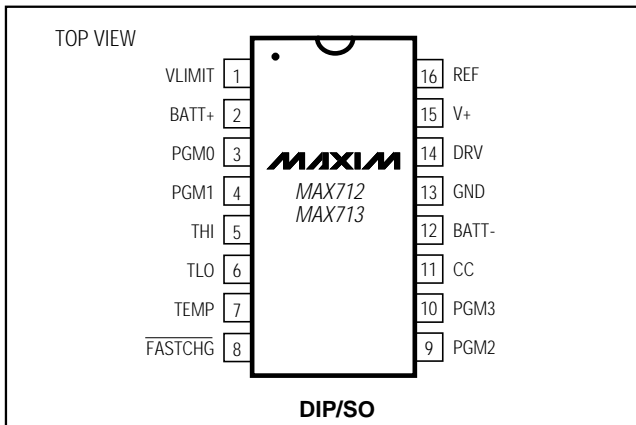 TOP VIEW
VLIMIT 1
BATT+ 2
PGM0 3
PGM1 4
THI 5
TLO 6
TEMP 7
FASTCHG 8
MAXIM
MAX712
MAX713
16 REF
15 V+
14 DRV
13 GND
12 BATT-
11 CC
10 PGM3
9 PGM2
DIP/SO